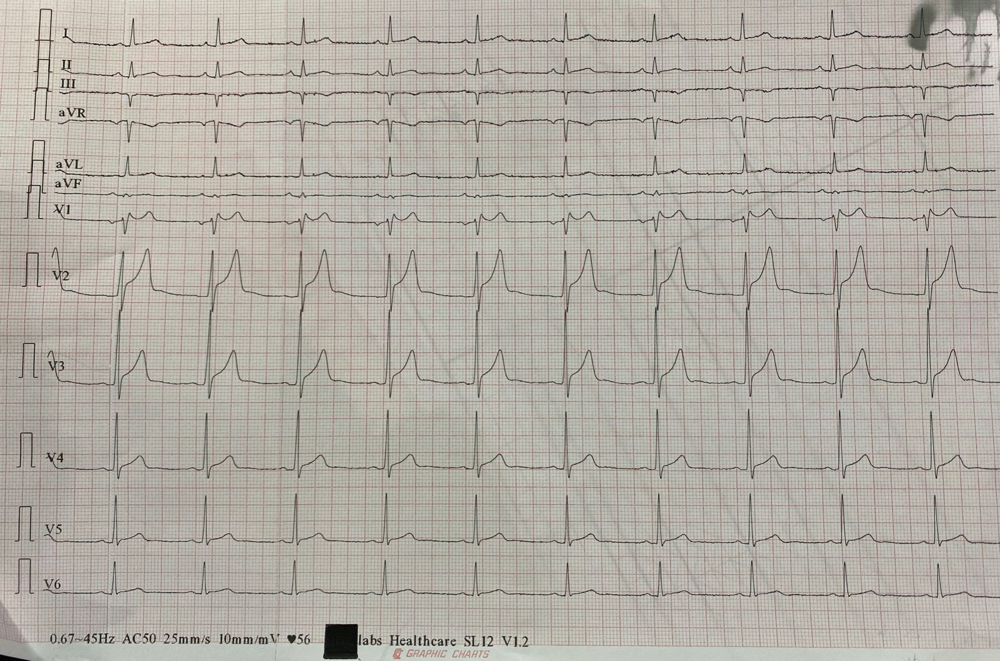 I
II
III
aVR
aVL
aVF
V1
V2
V3
V4
V5
V6
0.67~45Hz AC50 25mm/s 10mm/mV ♥56 labs Healthcare SL12 V1.2
GRAPHIC CHARTS